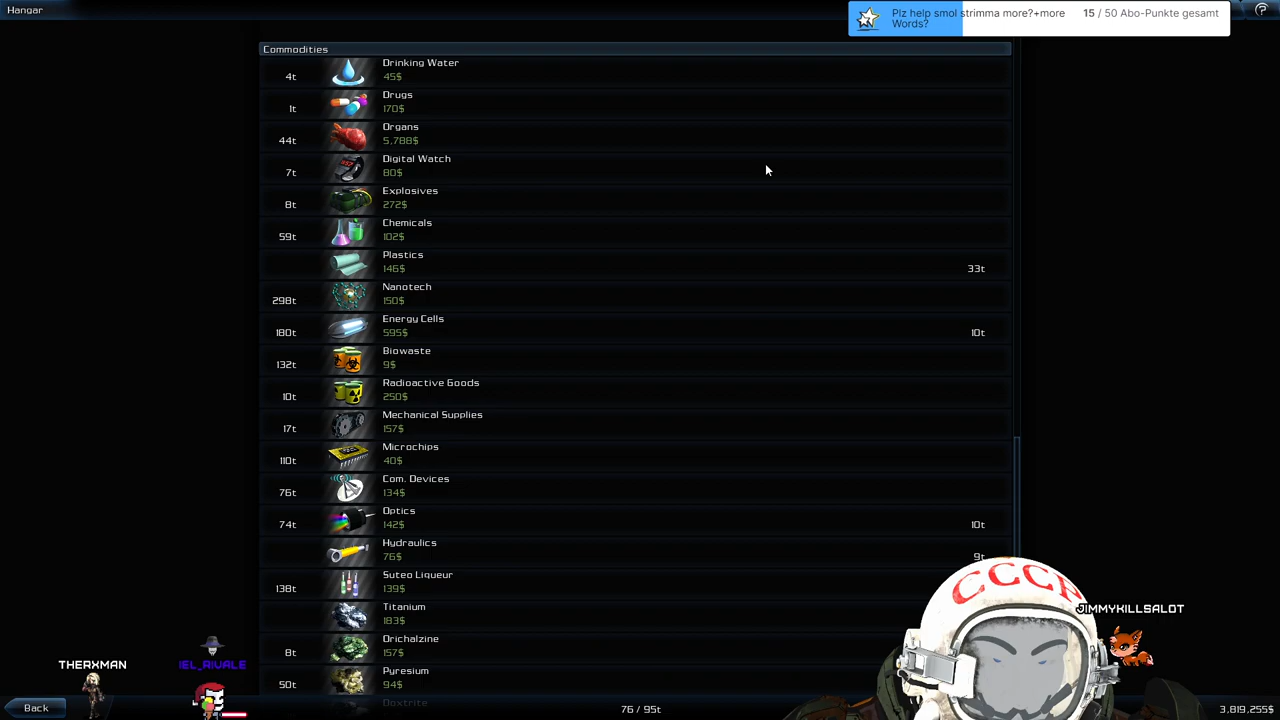 Hangar
Plz help smol strimma more?+more
Words?
15 / 50 Abo-Punkte gesamt
Commodities
Drinking Water
4t
45$
Drugs
1t
170$
Organs
44t
5,788$
Digital Watch
7t
80$
Explosives
8t
272$
Chemicals
59t
102$
Plastics
146$
33t
Nanotech
298t
150$
Energy Cells
180t
595$
10t
Biowaste
132t
9$
Radioactive Goods
10t
250$
Mechanical Supplies
17t
157$
Microchips
110t
40$
Com. Devices
76t
134$
Optics
74t
142$
10t
Hydraulics
76$
9t
Suteo Liqueur
138t
139$
Titanium
183$
Orichalzine
8t
157$
Pyresium
50t
94$
Doxtrite
CCCP
JIMMYKILLSALOT
THERXMAN
IEL_RIVALE
Back
76 / 95t
3,819,255$